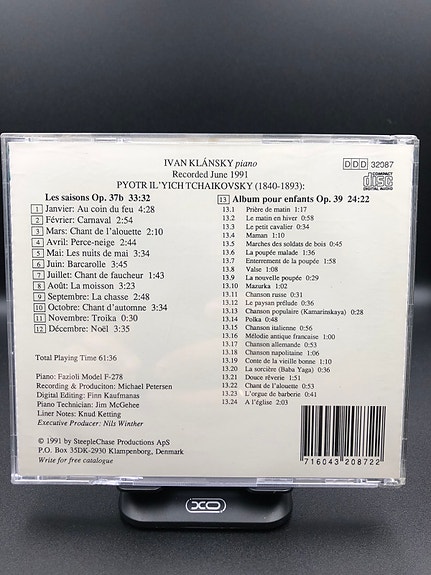 IVAN KLÁNSKY piano
Recorded June 1991
PYOTR IL'YICH TCHAIKOVSKY (1840-1893):
DDD 32087
COMPACT
disc
DIGITAL AUDIO
Les saisons Op. 37b 33:32
1 Janvier: Au coin du feu 4:28
2 Février: Carnaval 2:54
3 Mars: Chant de l'alouette 2:40
4 Avril: Perce-neige 2:44
5 Mai: Les nuits de mai 3:34
6 Juin: Barcarolle 3:45
7 Juillet: Chant de faucheur 1:43
8 Août: La moisson 3:23
9 Septembre: La chasse 2:48
10 Octobre: Chant d'automne 3:34
11 Novembre: Troika 0:30
12 Décembre: Noël 3:35
Total Playing Time 61:36
Piano: Fazioli Model F-278
Recording & Produciton: Michael Petersen
Digital Editing: Finn Kaufmanas
Piano Technician: Jim McGehee
Liner Notes: Knud Ketting
Executive Producer: Nils Winther
© 1991 by SteepleChase Productions ApS
P.O. Box 35DK-2930 Klampenborg, Denmark
Write for free catalogue
13 Album pour enfants Op. 39 24:22
13.1 Prière de matin 1:17
13.2 Le matin en hiver 0:58
13.3 Le petit cavalier 0:34
13.4 Maman 1:10
13.5 Marches des soldats de bois 0:45
13.6 La poupée malade 1:36
13.7 Enterrement de la poupée 1:58
13.8 Valse 1:08
13.9 La nouvelle poupée 0:29
13.10 Mazurka 1:02
13.11 Chanson russe 0:31
13.12 Le paysan prélude 0:36
13.13 Chanson populaire (Kamarinskaya) 0:28
13.14 Polka 0:48
13.15 Chanson italienne 0:56
13.16 Mélodie antique francaise 1:00
13.17 Chanson allemande 0:53
13.18 Chanson napolitaine 1:06
13.19 Conte de la vieille bonne 1:10
13.20 La sorcière (Baba Yaga) 0:36
13.21 Douce rêverie 1:51
13.22 Chant de l'alouette 0:53
13.23 L'orgue de barberie 0:41
13.24 A l'église 2:03
716043208722
XO